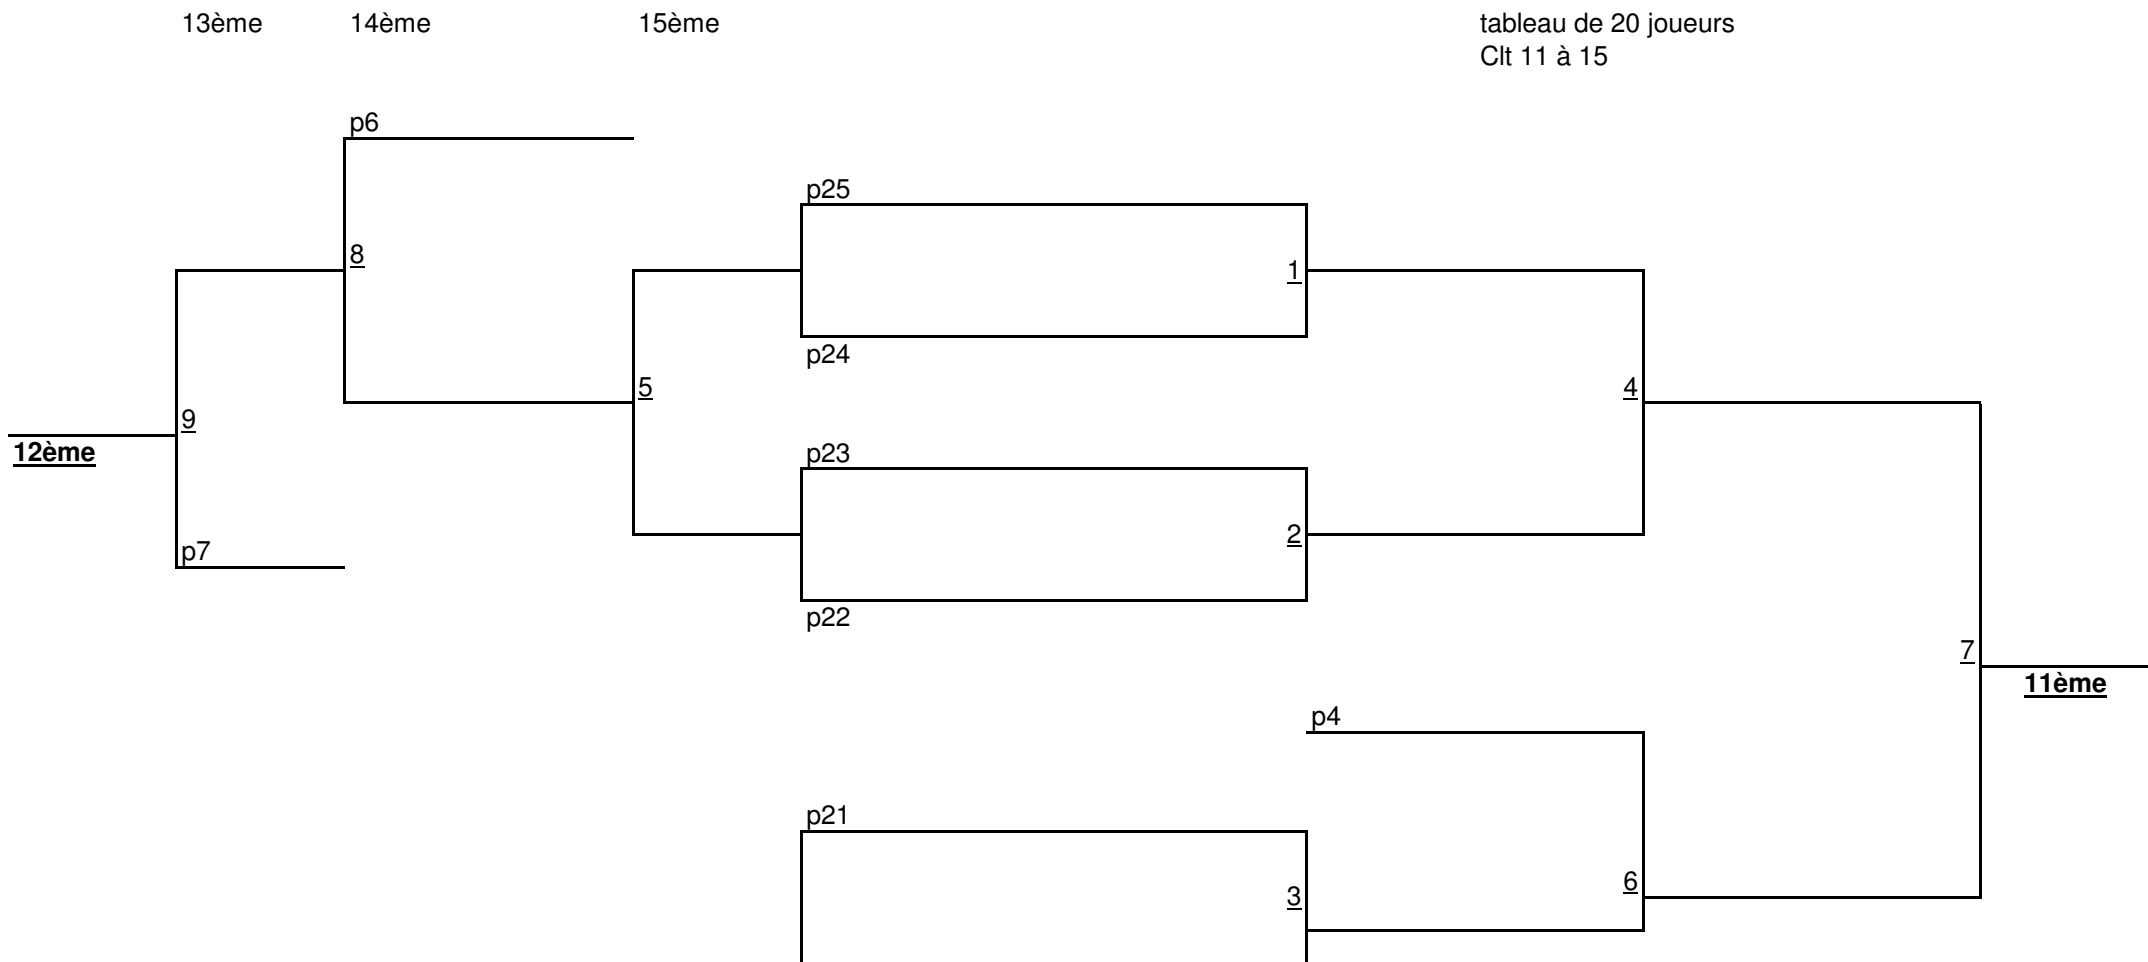 13ème 14ème 15ème tableau de 20 joueurs
Clt 11 à 15
p6
p25
8
1
p24
5 4
9
12ème
p23
2
p7
p22
7
11ème
p4
p21
6
3